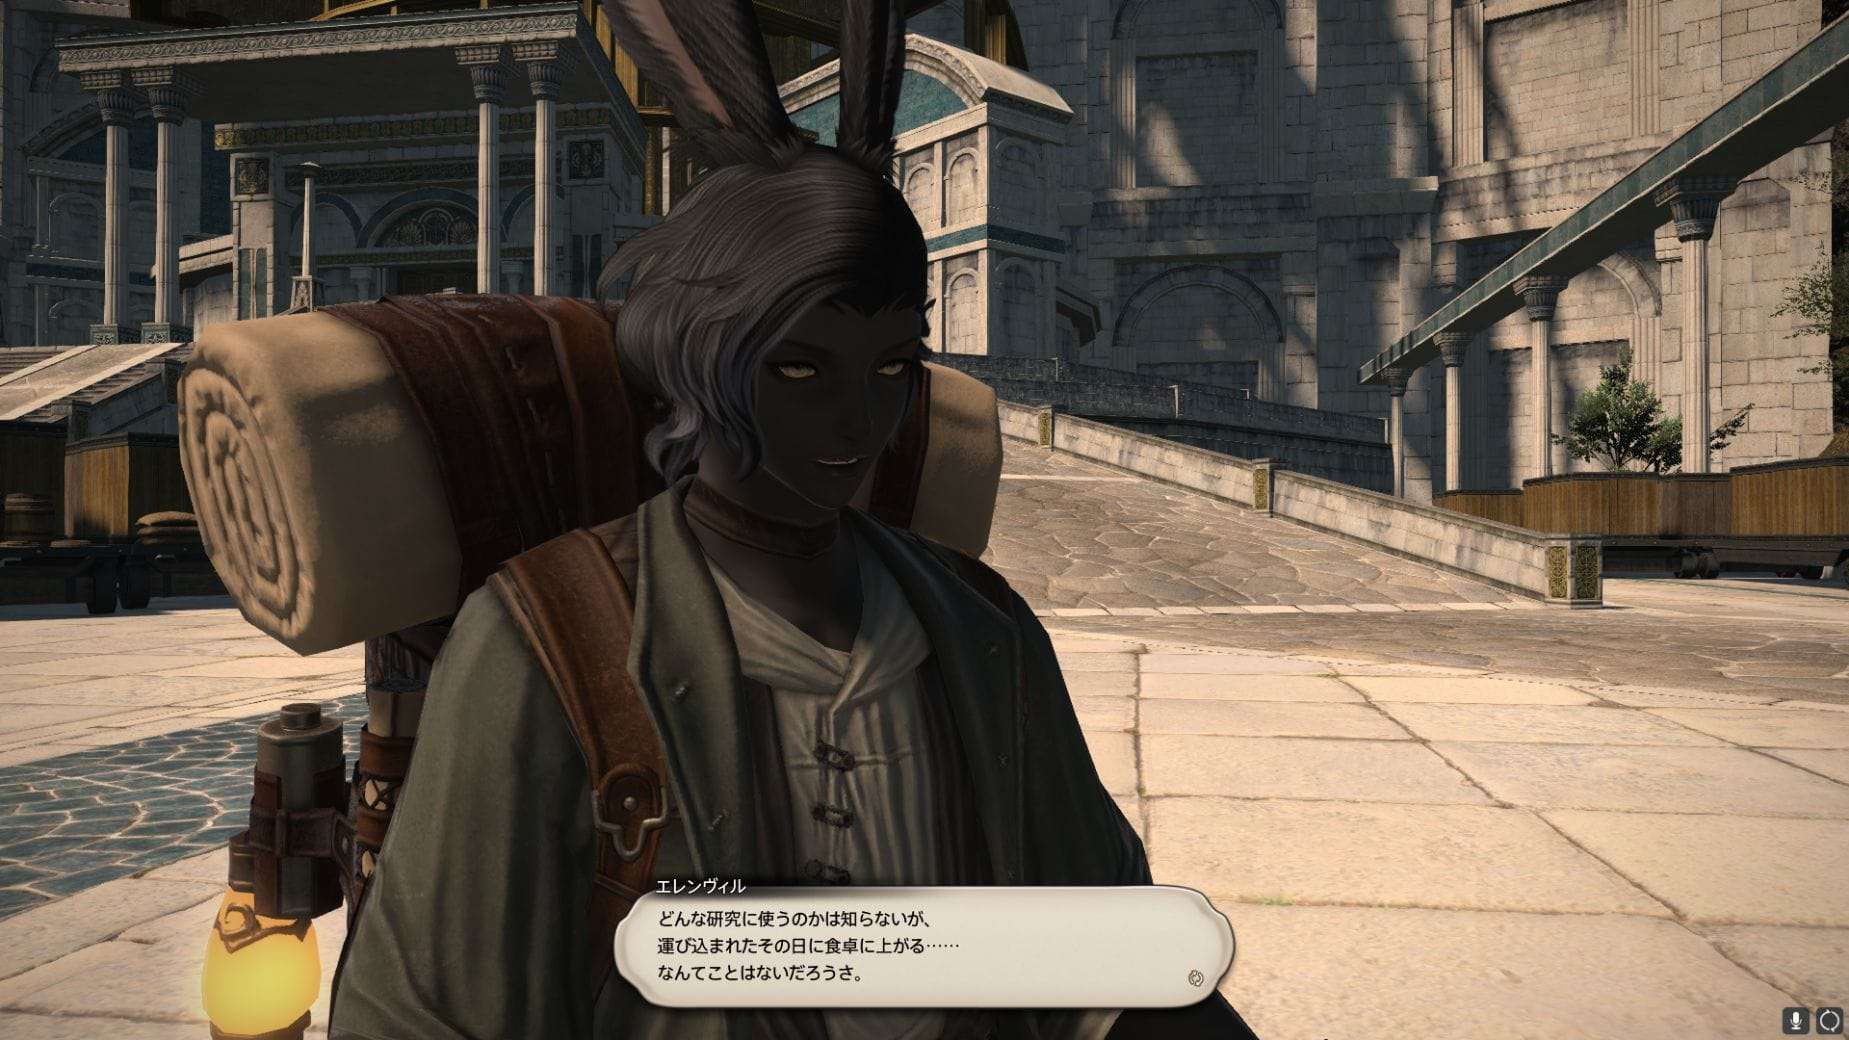 エレンヴィル
どんな研究に使うのかは知らないが、
運び込まれたその日に食卓に上がる……
なんてことはないだろうさ。